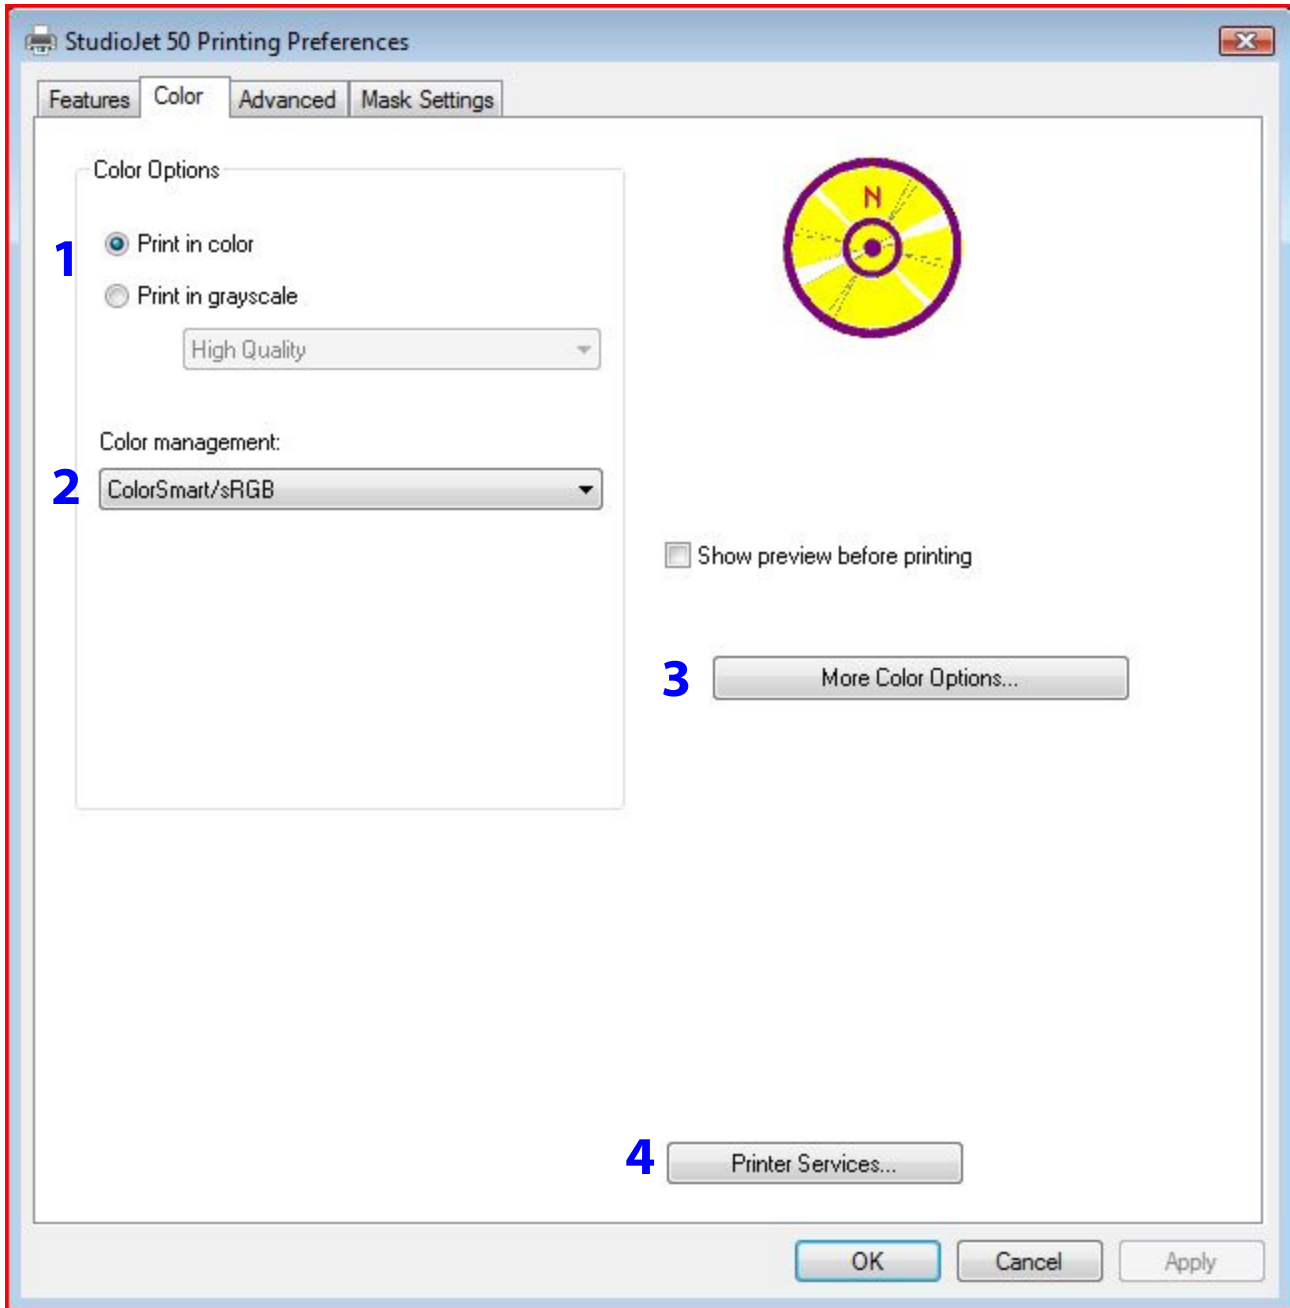 StudioJet 50 Printing Preferences
Features Color Advanced Mask Settings
Color Options
N
1 Print in color
Print in grayscale
High Quality
Color management:
2 ColorSmart/sRGB
Show preview before printing
3 More Color Options...
4 Printer Services...
OK Cancel Apply